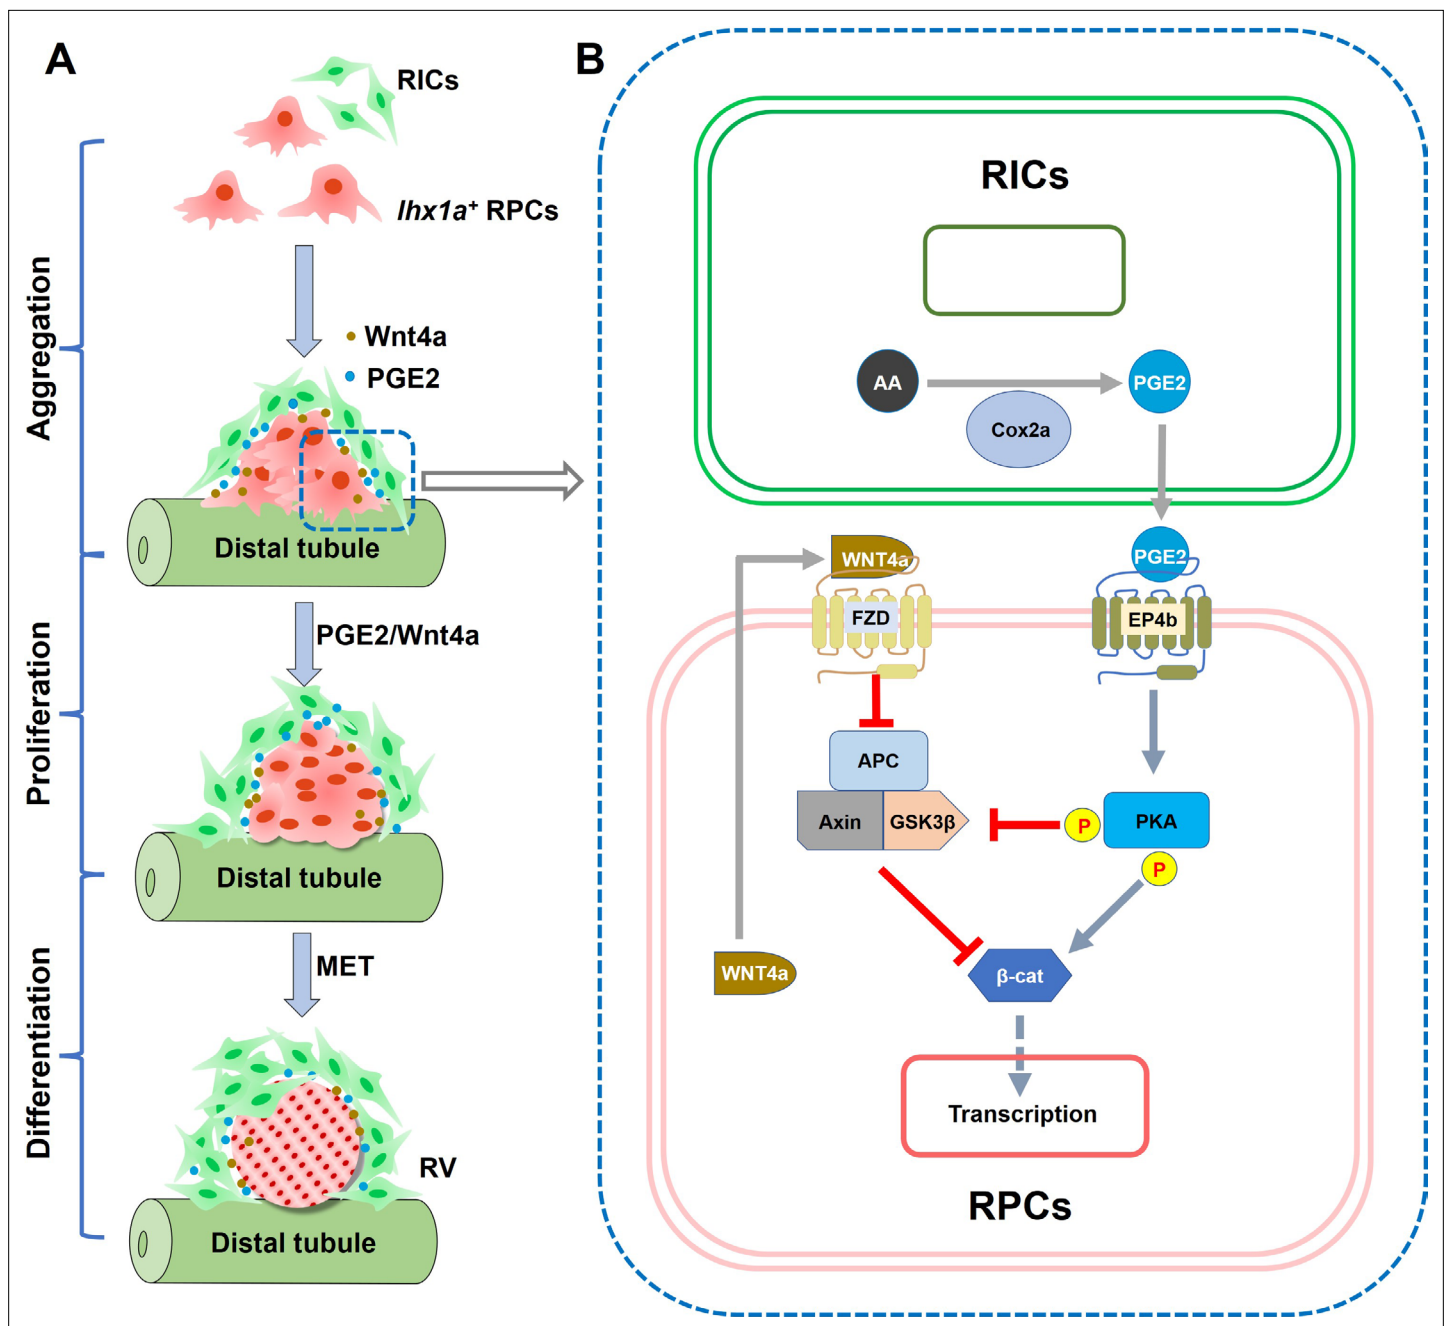 A
RICs
lhx1a+ RPCs
Aggregation
Wnt4a
PGE2
Distal tubule
PGE2/Wnt4a
Proliferation
Distal tubule
MET
Differentiation
RV
Distal tubule
B
RICs
AA
PGE2
Cox2a
WNT4a
PGE2
FZD
EP4b
APC
Axin
GSK3β
P
PKA
P
WNT4a
β-cat
Transcription
RPCs